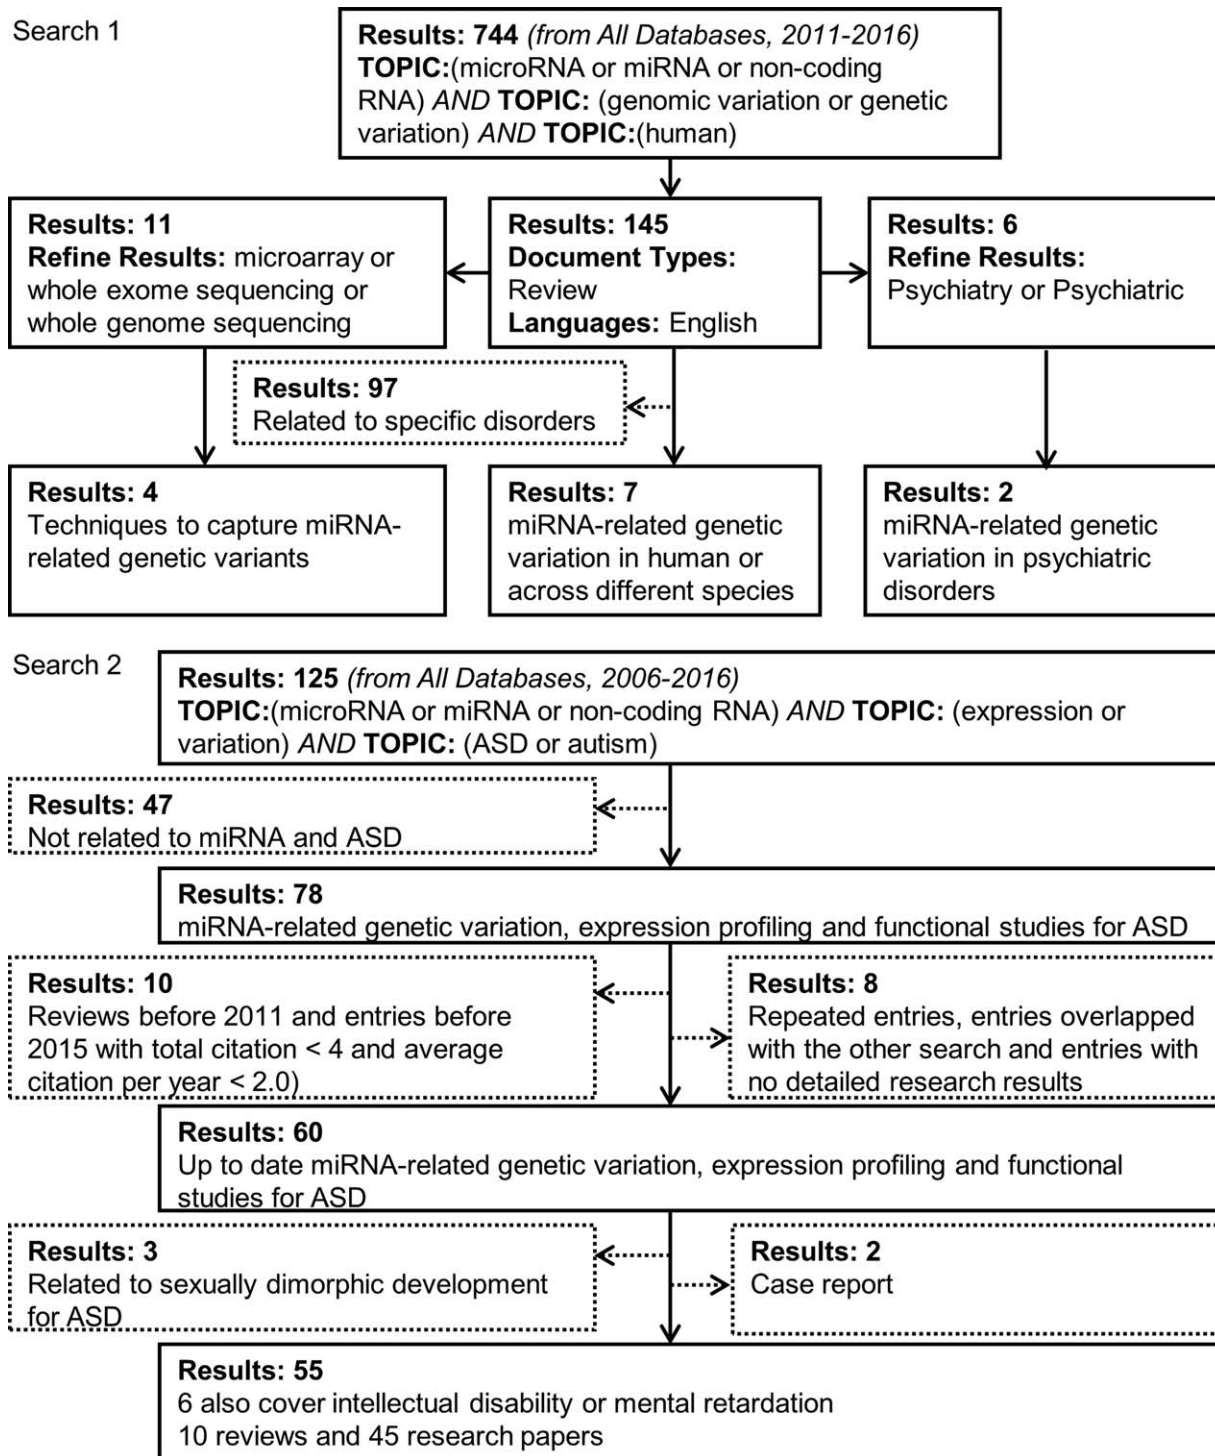 Search 1
Results: 744 (from All Databases, 2011-2016)
TOPIC:(microRNA or miRNA or non-coding
RNA) AND TOPIC: (genomic variation or genetic
variation) AND TOPIC:(human)
Results: 11
Refine Results: microarray or
whole exome sequencing or
whole genome sequencing
Results: 145
Document Types:
Review
Languages: English
Results: 6
Refine Results:
Psychiatry or Psychiatric
Results: 97
Related to specific disorders
Results: 4
Techniques to capture miRNA-
related genetic variants
Results: 7
miRNA-related genetic
variation in human or
across different species
Results: 2
miRNA-related genetic
variation in psychiatric
disorders
Search 2
Results: 125 (from All Databases, 2006-2016)
TOPIC:(microRNA or miRNA or non-coding RNA) AND TOPIC: (expression or
variation) AND TOPIC: (ASD or autism)
Results: 47
Not related to miRNA and ASD
Results: 78
miRNA-related genetic variation, expression profiling and functional studies for ASD
Results: 10
Reviews before 2011 and entries before
2015 with total citation < 4 and average
citation per year < 2.0)
Results: 8
Repeated entries, entries overlapped
with the other search and entries with
no detailed research results
Results: 60
Up to date miRNA-related genetic variation, expression profiling and functional
studies for ASD
Results: 3
Related to sexually dimorphic development
for ASD
Results: 2
Case report
Results: 55
6 also cover intellectual disability or mental retardation
10 reviews and 45 research papers